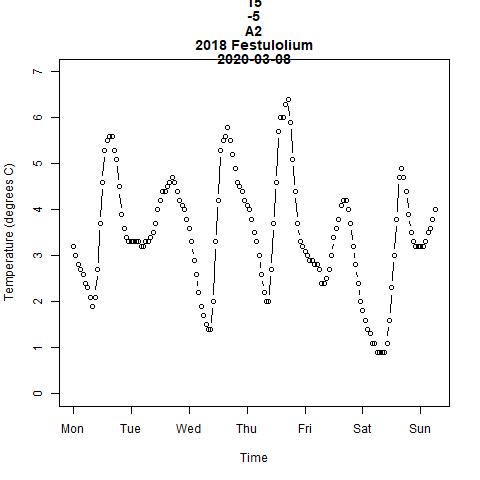 15
-5
A2
2018 Festulolium
2020-03-08
7
6
5
4
3
2
1
0
Temperature (degrees C)
Mon Tue Wed Thu Fri Sat Sun
Time